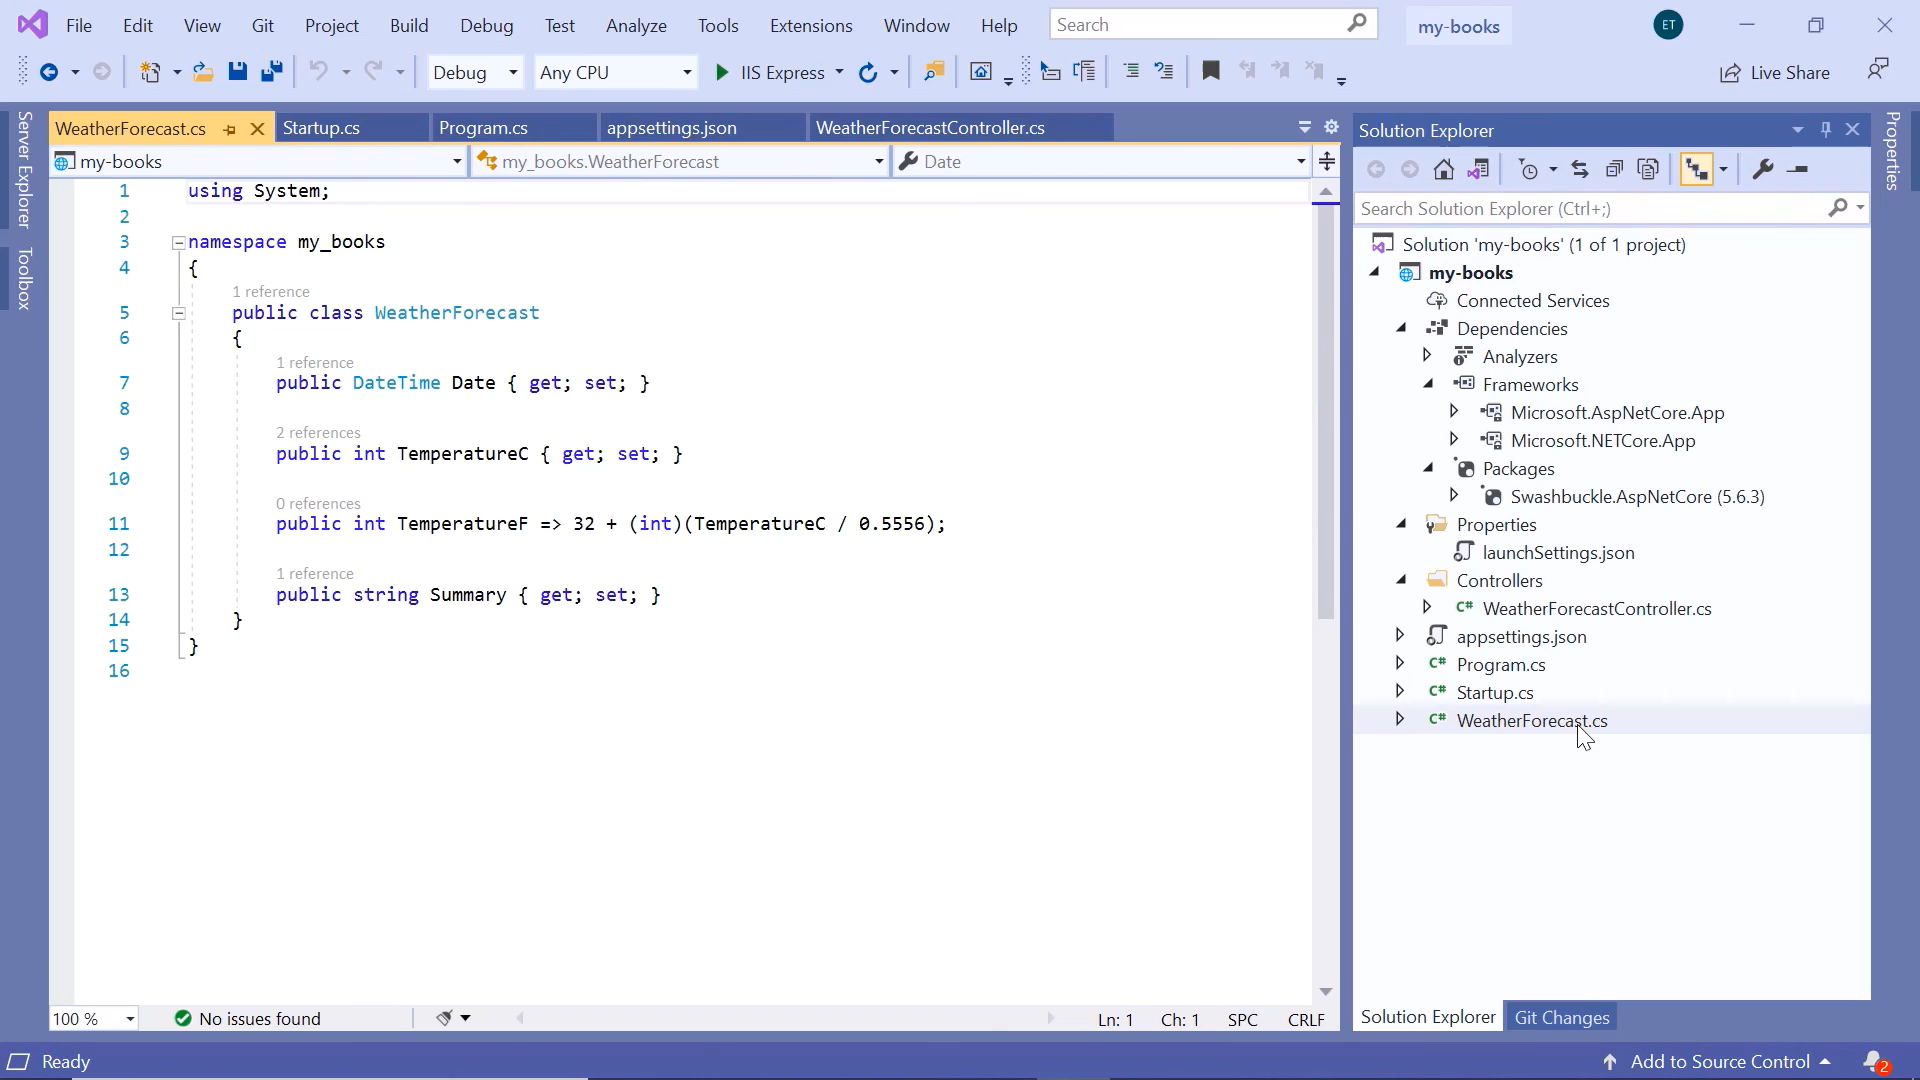 File Edit View Git Project Build Debug Test Analyze Tools Extensions Window Help Search my-books ET
Debug Any CPU IIS Express Live Share
Server Explorer
Toolbox
WeatherForecast.cs Startup.cs Program.cs appsettings.json WeatherForecastController.cs
my-books my_books.WeatherForecast Date
1 using System;
2
3 namespace my_books
4 {
1 reference
5 public class WeatherForecast
6 {
1 reference
7 public DateTime Date { get; set; }
8
2 references
9 public int TemperatureC { get; set; }
10
0 references
11 public int TemperatureF => 32 + (int)(TemperatureC / 0.5556);
12
1 reference
13 public string Summary { get; set; }
14 }
15 }
16
100 % No issues found Ln: 1 Ch: 1 SPC CRLF
Solution Explorer
Search Solution Explorer (Ctrl+;)
Solution 'my-books' (1 of 1 project)
my-books
Connected Services
Dependencies
Analyzers
Frameworks
Microsoft.AspNetCore.App
Microsoft.NETCore.App
Packages
Swashbuckle.AspNetCore (5.6.3)
Properties
launchSettings.json
Controllers
C# WeatherForecastController.cs
appsettings.json
C# Program.cs
C# Startup.cs
C# WeatherForecast.cs
Solution Explorer Git Changes
Properties
Ready Add to Source Control 2